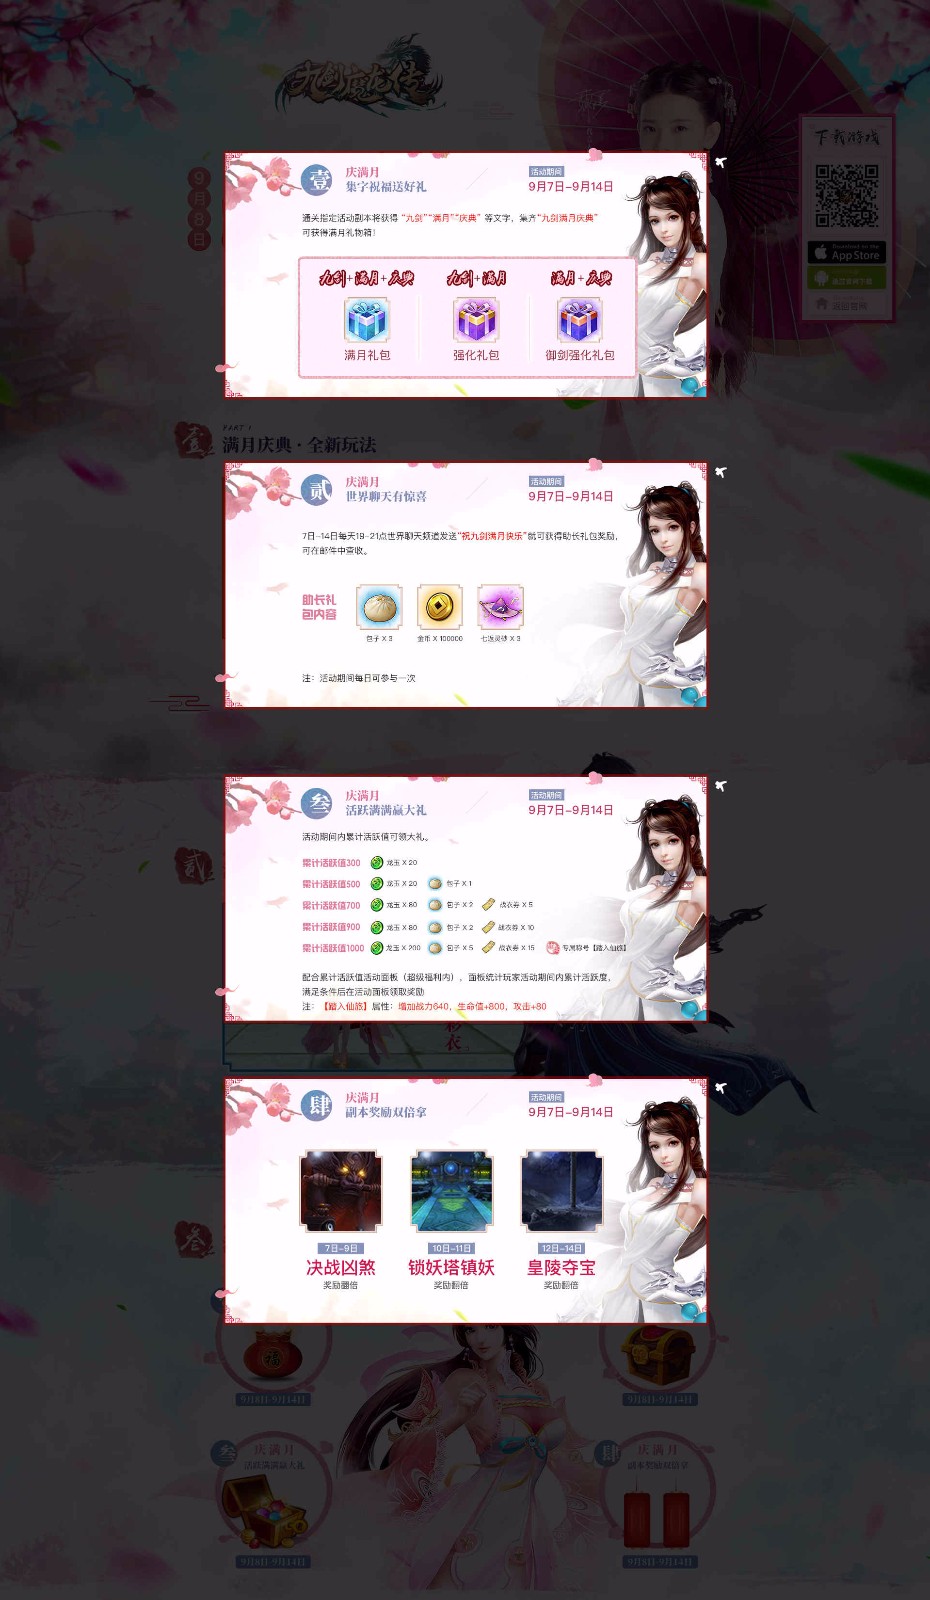 九剑魔龙传
下载游戏
9月8日
Download on the
App Store
返回官网
壹
庆满月
集字祝福送好礼
活动期间
9月7日-9月14日
通关指定活动副本将获得 “九剑”“满月”“庆典” 等文字，集齐“九剑满月庆典”
可获得满月礼物箱！
九剑+满月+庆典
九剑+满月
满月+庆典
满月礼包
强化礼包
御剑强化礼包
壹
PART 1
满月庆典·全新玩法
贰
庆满月
世界聊天有惊喜
活动期间
9月7日-9月14日
7日-14日每天19-21点世界聊天频道发送“祝九剑满月快乐”就可获得助长礼包奖励，
可在邮件中查收。
助长礼
包内容
包子 X 3
金币 X 100000
七返灵砂 X 3
注：活动期间每日可参与一次
叁
庆满月
活跃满满赢大礼
活动期间
9月7日-9月14日
活动期间内累计活跃值可领大礼。
贰
累计活跃值300 龙玉 X 20
累计活跃值500 龙玉 X 20 包子 X 1
累计活跃值700 龙玉 X 80 包子 X 2 战衣券 X 5
累计活跃值900 龙玉 X 80 包子 X 2 战衣券 X 10
累计活跃值1000 龙玉 X 200 包子 X 5 战衣券 X 15 专属称号【踏入仙旅】
配合累计活跃值活动面板（超级福利内），面板统计玩家活动期间内累计活跃度，
满足条件后在活动面板领取奖励
注：【踏入仙旅】属性：增加战力640，生命值+800，攻击+80
肆
庆满月
副本奖励双倍拿
活动期间
9月7日-9月14日
7日-9日
10日-11日
12日-14日
叁
决战凶煞
锁妖塔镇妖
皇陵夺宝
奖励翻倍
奖励翻倍
奖励翻倍
福
9月8日-9月14日
9月8日-9月14日
叁
庆满月
活跃满满赢大礼
肆
庆满月
副本奖励双倍拿
9月8日-9月14日
9月8日-9月14日